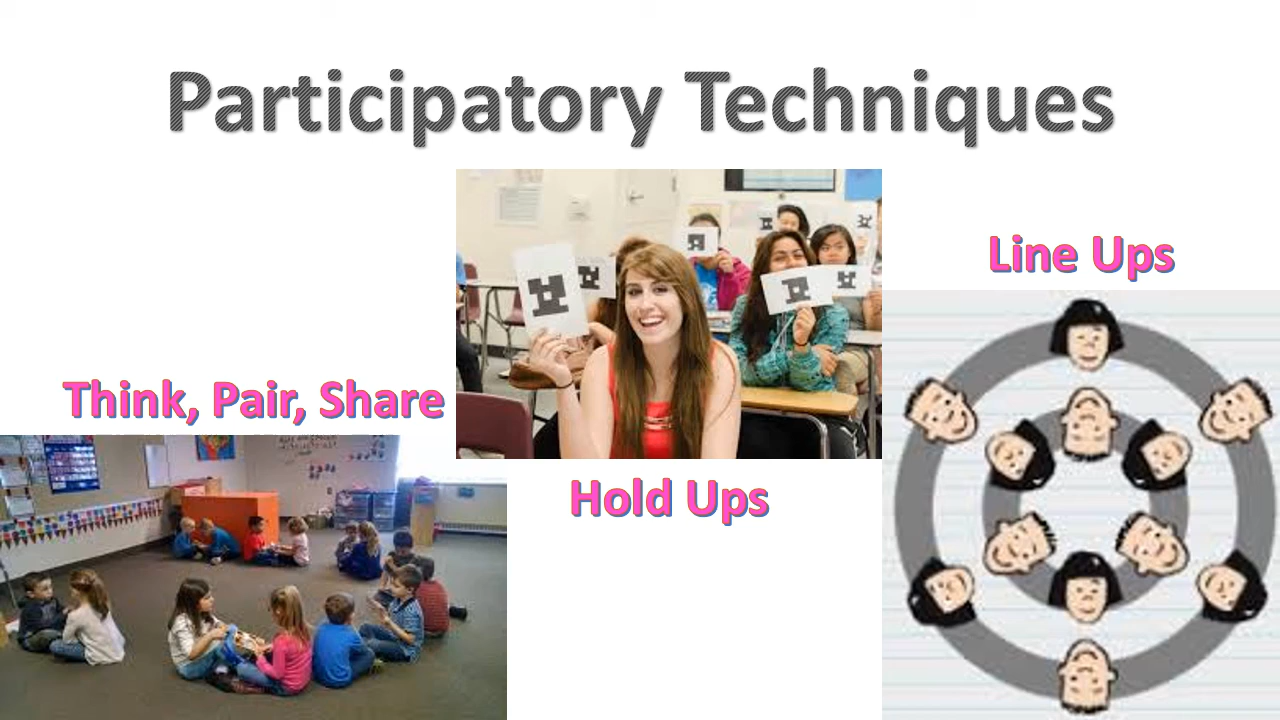 Participatory Techniques
Line Ups
Think, Pair, Share
Hold Ups